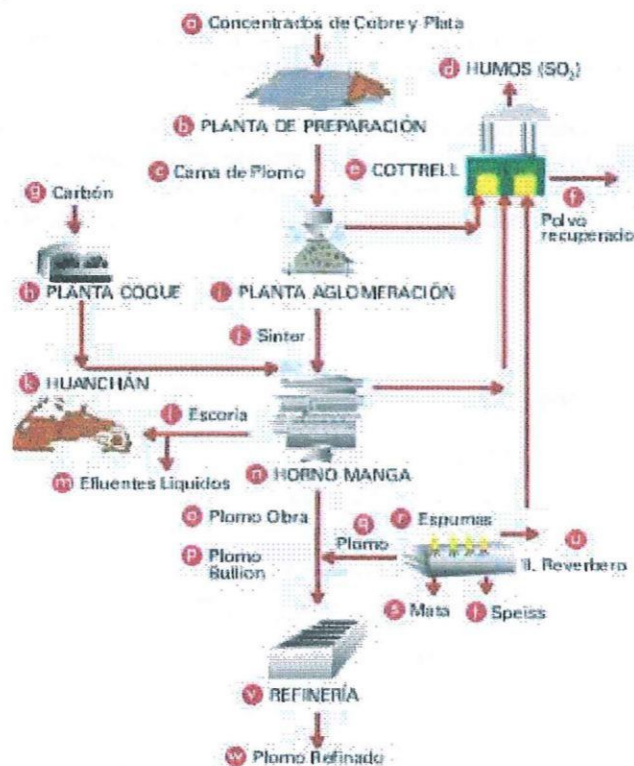 a Concentrados de Cobre y Plata
d HUMOS (SO₂)
b PLANTA DE PREPARACIÓN
c Cama de Plomo
e COTTRELL
f
Polvo
recuperado
g Carbón
h PLANTA COQUE
i PLANTA AGLOMERACIÓN
j Sinter
k HUANCHÁN
l Escoria
m Efluentes Líquidos
n HORNO MANGA
o Plomo Obra
p Plomo
Bullion
q
Plomo
r Espumas
u
H. Reverbero
s Mata
t Speiss
v REFINERÍA
w Plomo Refinado